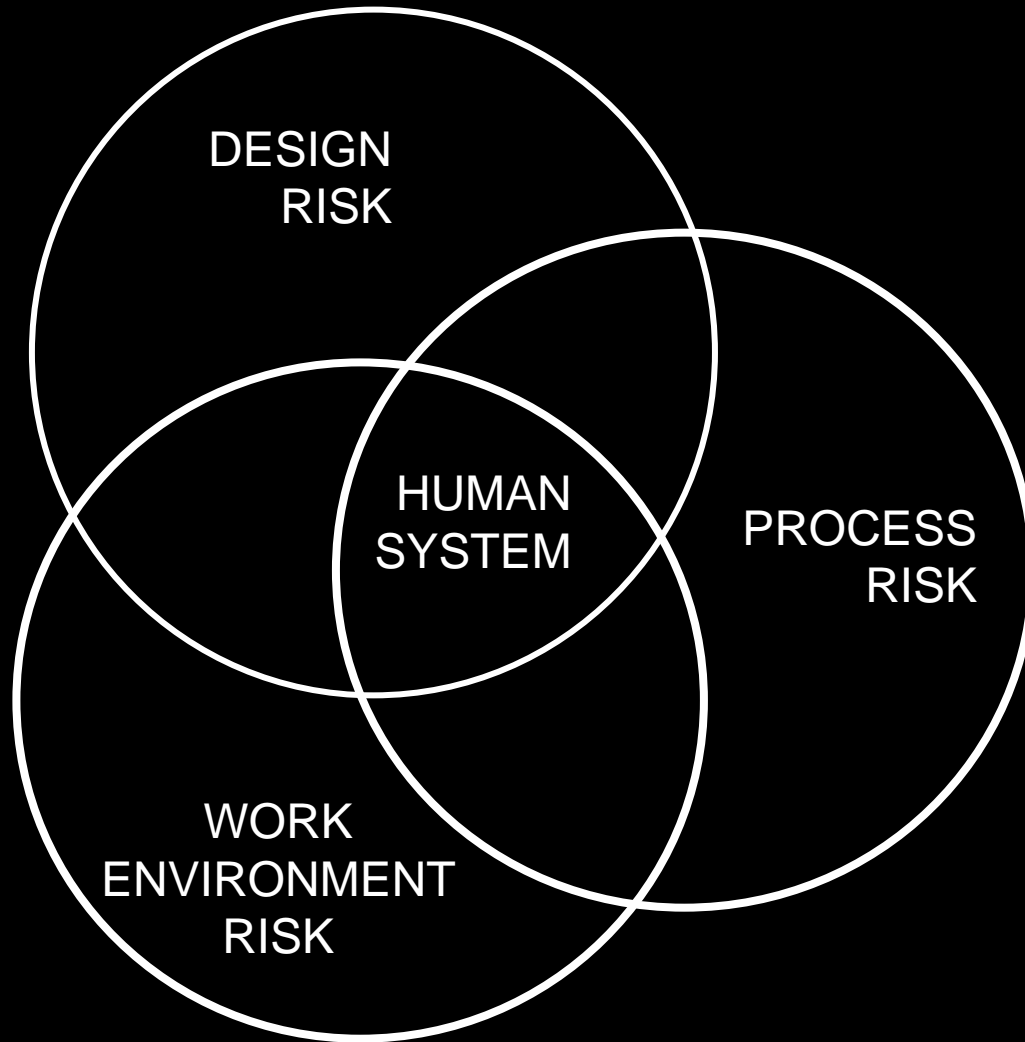 DESIGN
RISK
HUMAN
SYSTEM
PROCESS
RISK
WORK
ENVIRONMENT
RISK